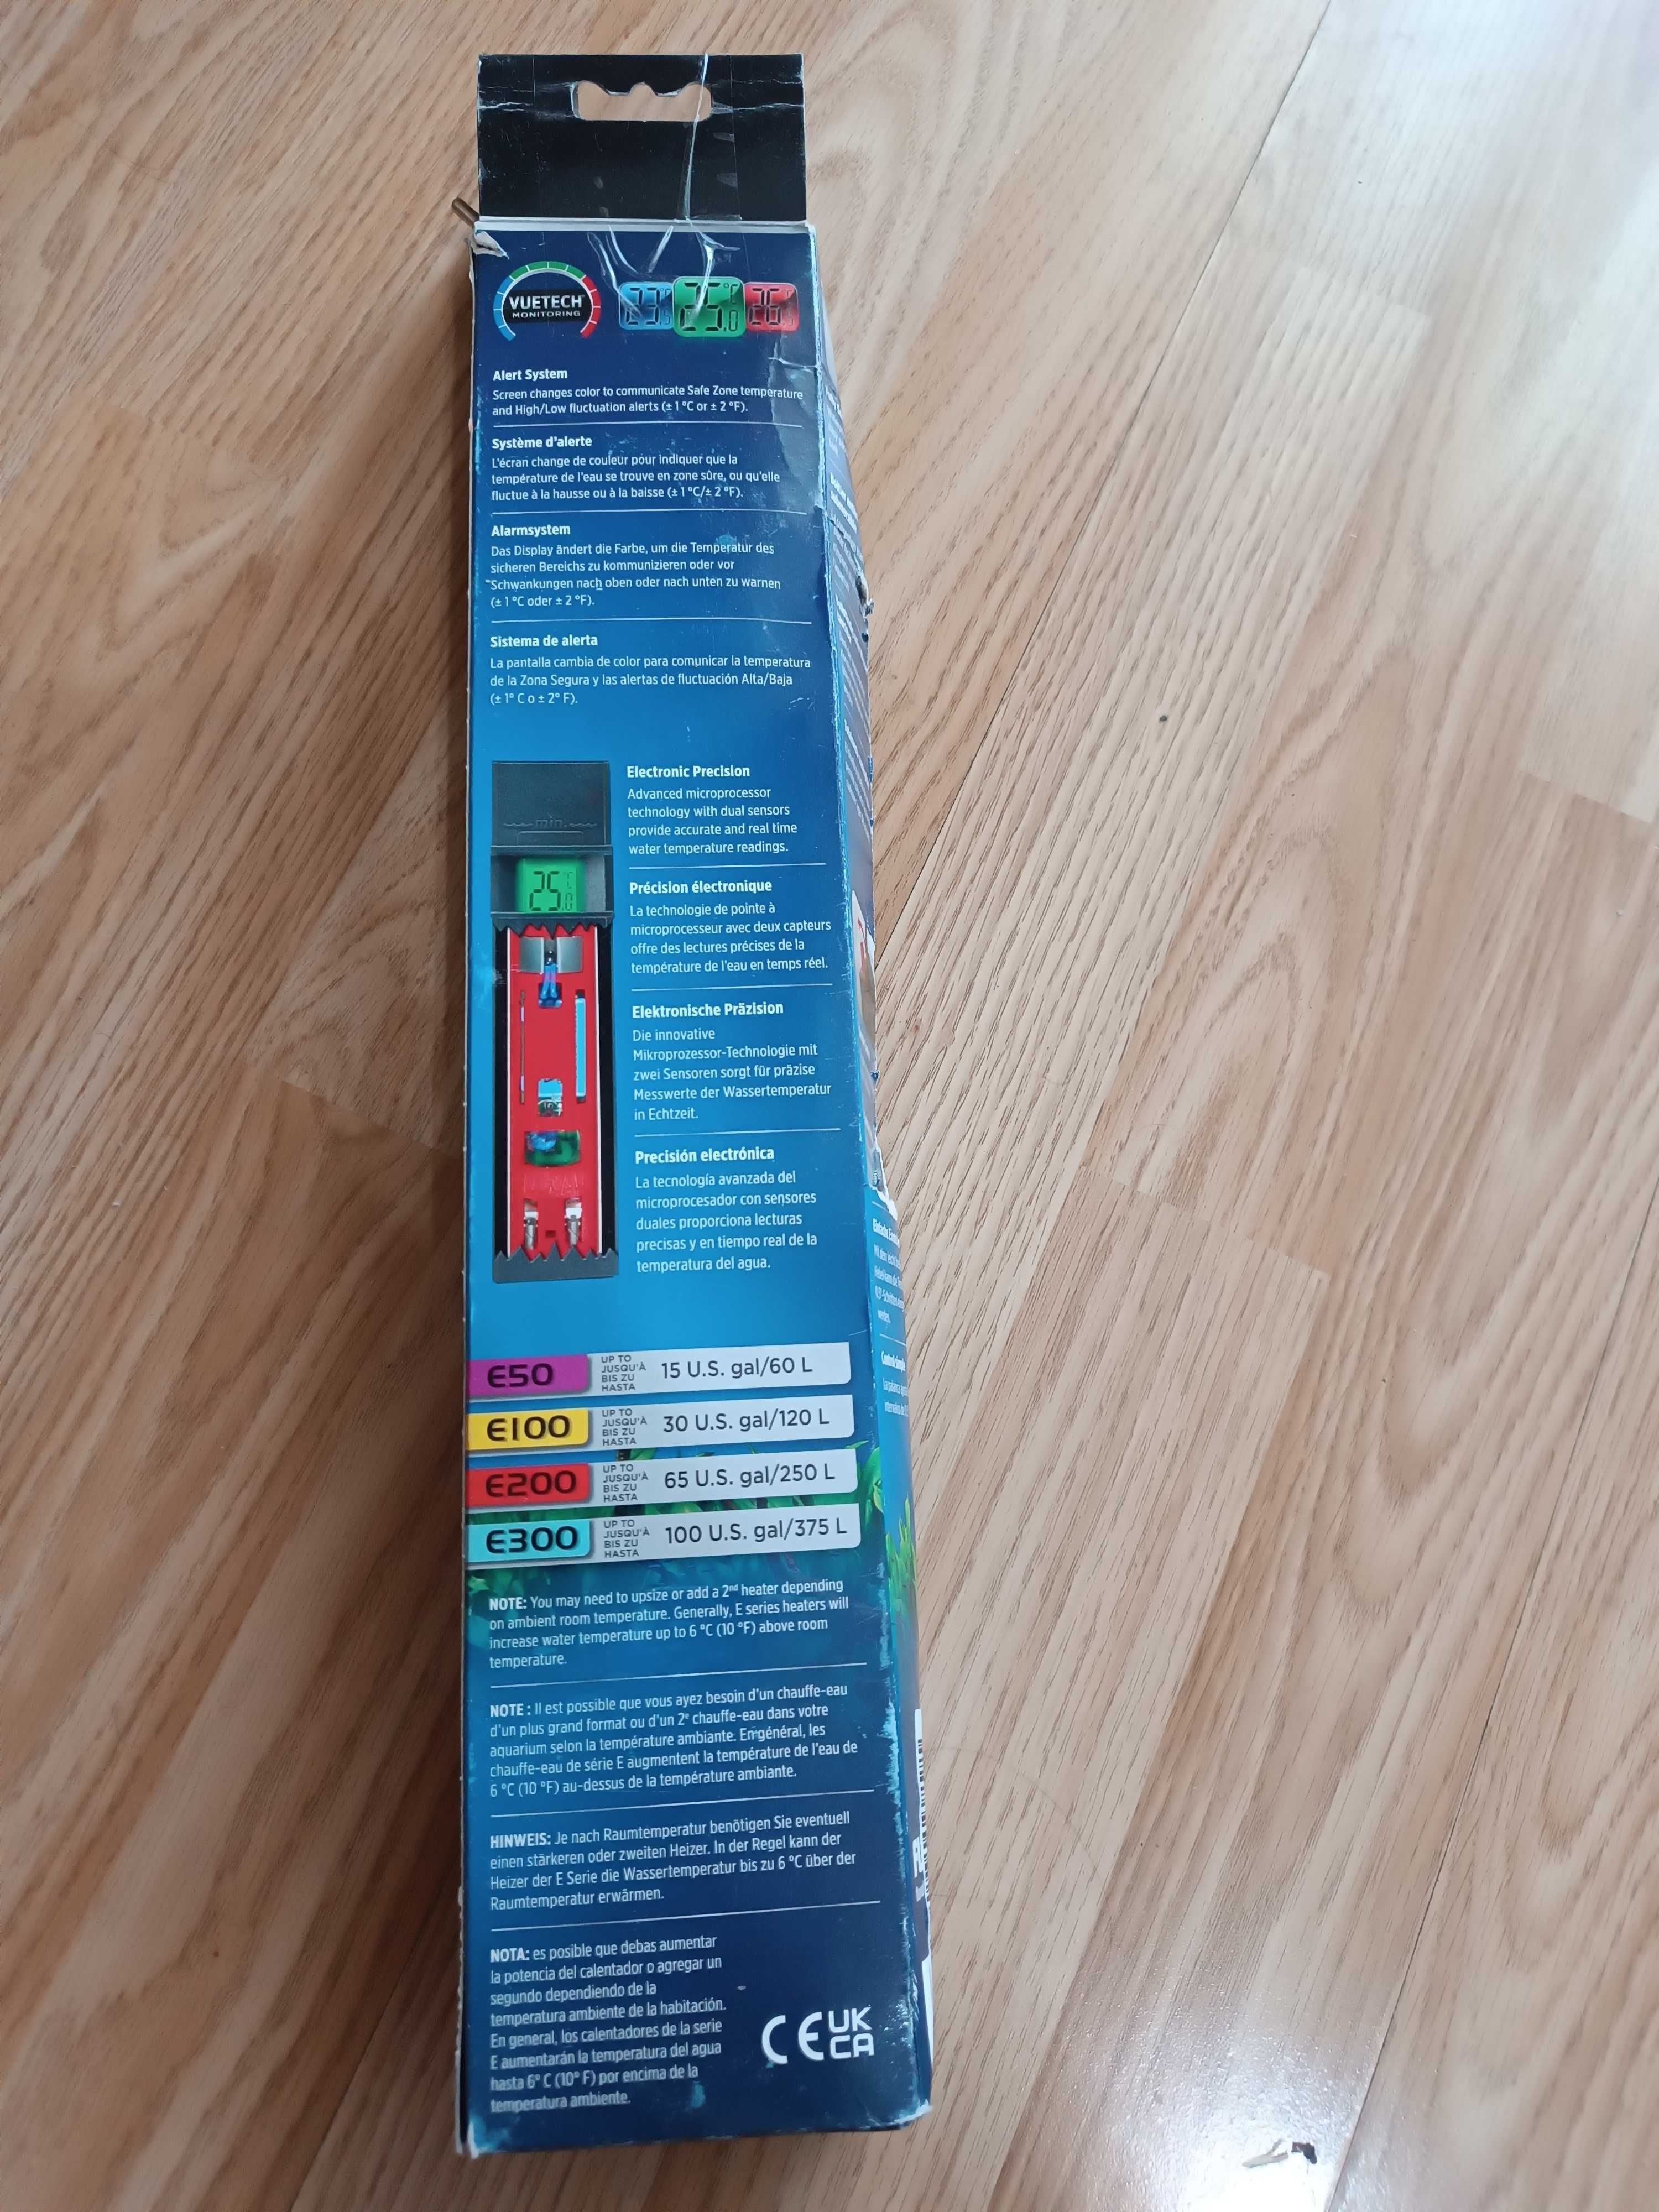 VUETECH
MONITORING
23.5
25.0 °C
26.5
Alert System
Screen changes color to communicate Safe Zone temperature
and High/Low fluctuation alerts (± 1 °C or ± 2 °F).
Système d'alerte
L'écran change de couleur pour indiquer que la
température de l'eau se trouve en zone sûre, ou qu'elle
fluctue à la hausse ou à la baisse (± 1 °C/± 2 °F).
Alarmsystem
Das Display ändert die Farbe, um die Temperatur des
sicheren Bereichs zu kommunizieren oder vor
Schwankungen nach oben oder nach unten zu warnen
(± 1 °C oder ± 2 °F).
Sistema de alerta
La pantalla cambia de color para comunicar la temperatura
de la Zona Segura y las alertas de fluctuación Alta/Baja
(± 1° C o ± 2° F).
min.
25.0 °C
Electronic Precision
Advanced microprocessor
technology with dual sensors
provide accurate and real time
water temperature readings.
Précision électronique
La technologie de pointe à
microprocesseur avec deux capteurs
offre des lectures précises de la
température de l'eau en temps réel.
Elektronische Präzision
Die innovative
Mikroprozessor-Technologie mit
zwei Sensoren sorgt für präzise
Messwerte der Wassertemperatur
in Echtzeit.
Precisión electrónica
La tecnología avanzada del
microprocesador con sensores
duales proporciona lecturas
precisas y en tiempo real de la
temperatura del agua.
E50 UP TO JUSQU'À BIS ZU HASTA 15 U.S. gal/60 L
E100 UP TO JUSQU'À BIS ZU HASTA 30 U.S. gal/120 L
E200 UP TO JUSQU'À BIS ZU HASTA 65 U.S. gal/250 L
E300 UP TO JUSQU'À BIS ZU HASTA 100 U.S. gal/375 L
NOTE: You may need to upsize or add a 2nd heater depending
on ambient room temperature. Generally, E series heaters will
increase water temperature up to 6 °C (10 °F) above room
temperature.
NOTE : Il est possible que vous ayez besoin d'un chauffe-eau
d'un plus grand format ou d'un 2e chauffe-eau dans votre
aquarium selon la température ambiante. En général, les
chauffe-eau de série E augmentent la température de l'eau de
6 °C (10 °F) au-dessus de la température ambiante.
HINWEIS: Je nach Raumtemperatur benötigen Sie eventuell
einen stärkeren oder zweiten Heizer. In der Regel kann der
Heizer der E Serie die Wassertemperatur bis zu 6 °C über der
Raumtemperatur erwärmen.
NOTA: es posible que debas aumentar
la potencia del calentador o agregar un
segundo dependiendo de la
temperatura ambiente de la habitación.
En general, los calentadores de la serie
E aumentarán la temperatura del agua
hasta 6° C (10° F) por encima de la
temperatura ambiente.
CE UK
CA